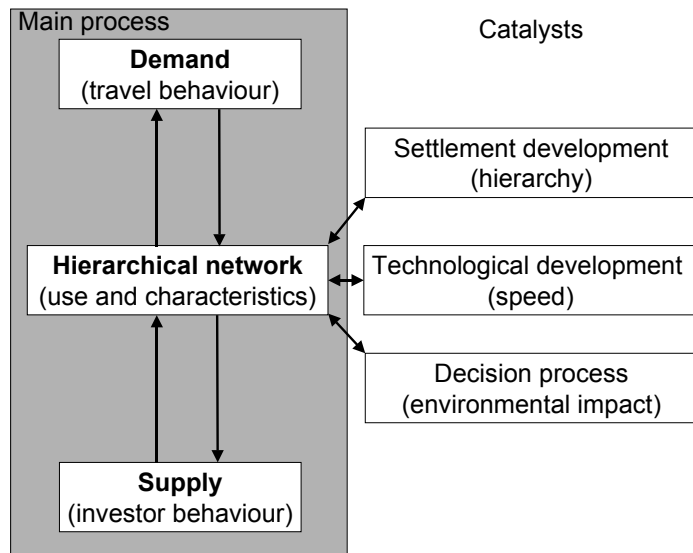 Main process
Catalysts
Demand
(travel behaviour)
Settlement development
(hierarchy)
Hierarchical network
(use and characteristics)
Technological development
(speed)
Decision process
(environmental impact)
Supply
(investor behaviour)